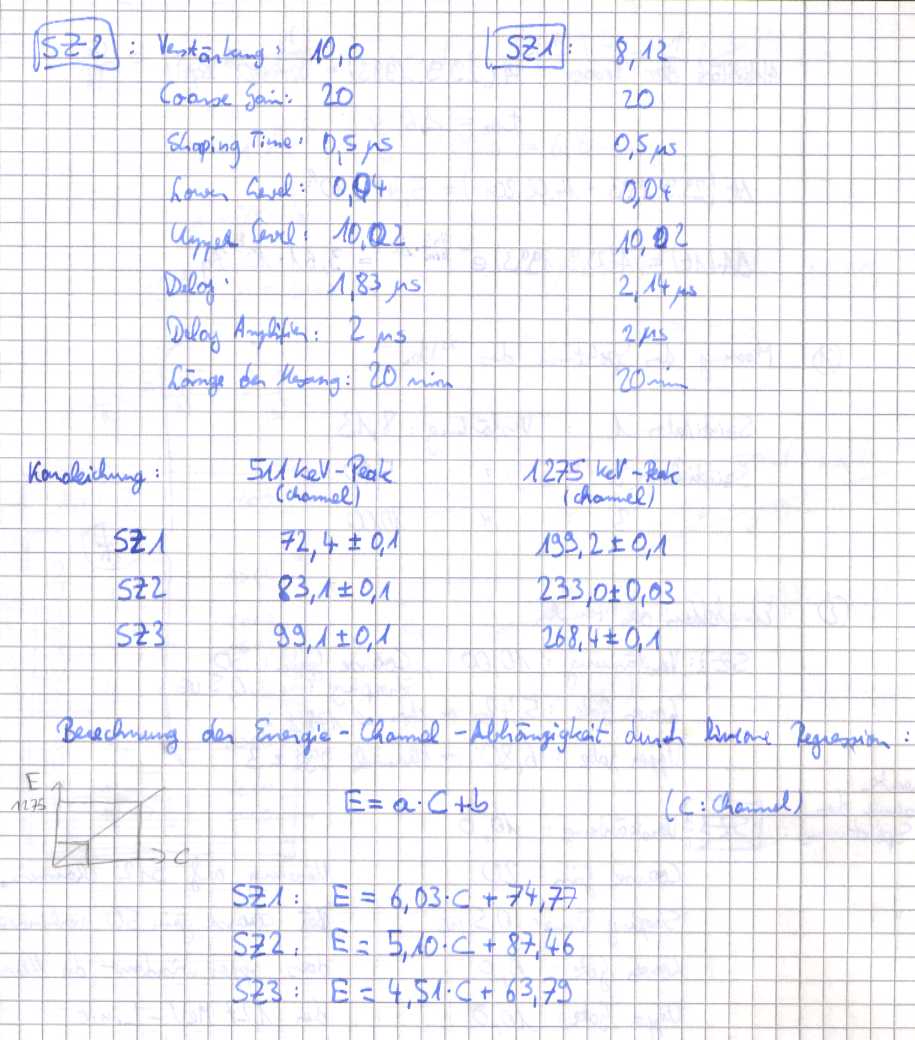 SZ2 : Verstärkung: 10,0 SZ1 : 8,12
Coarse Gain: 20 20
Shaping Time: 0,5 µs 0,5 µs
Lower Level: 0,04 0,04
Upper Level: 10,02 10,02
Delay: 1,83 µs 2,14 µs
Delay Amplifier: 2 µs 2 µs
Länge der Messung: 20 min 20 min
Kanaleichung: 511 keV-Peak 1275 keV-Peak
(channel) (channel)
SZ1 72,4 ± 0,1 199,2 ± 0,1
SZ2 83,1 ± 0,1 233,0 ± 0,03
SZ3 99,1 ± 0,1 268,4 ± 0,1
Berechnung der Energie-Channel-Abhängigkeit durch lineare Regression:
E
1275 E = a·C + b (C: Channel)
C
SZ1: E = 6,03·C + 74,77
SZ2: E = 5,10·C + 87,46
SZ3: E = 4,51·C + 63,79